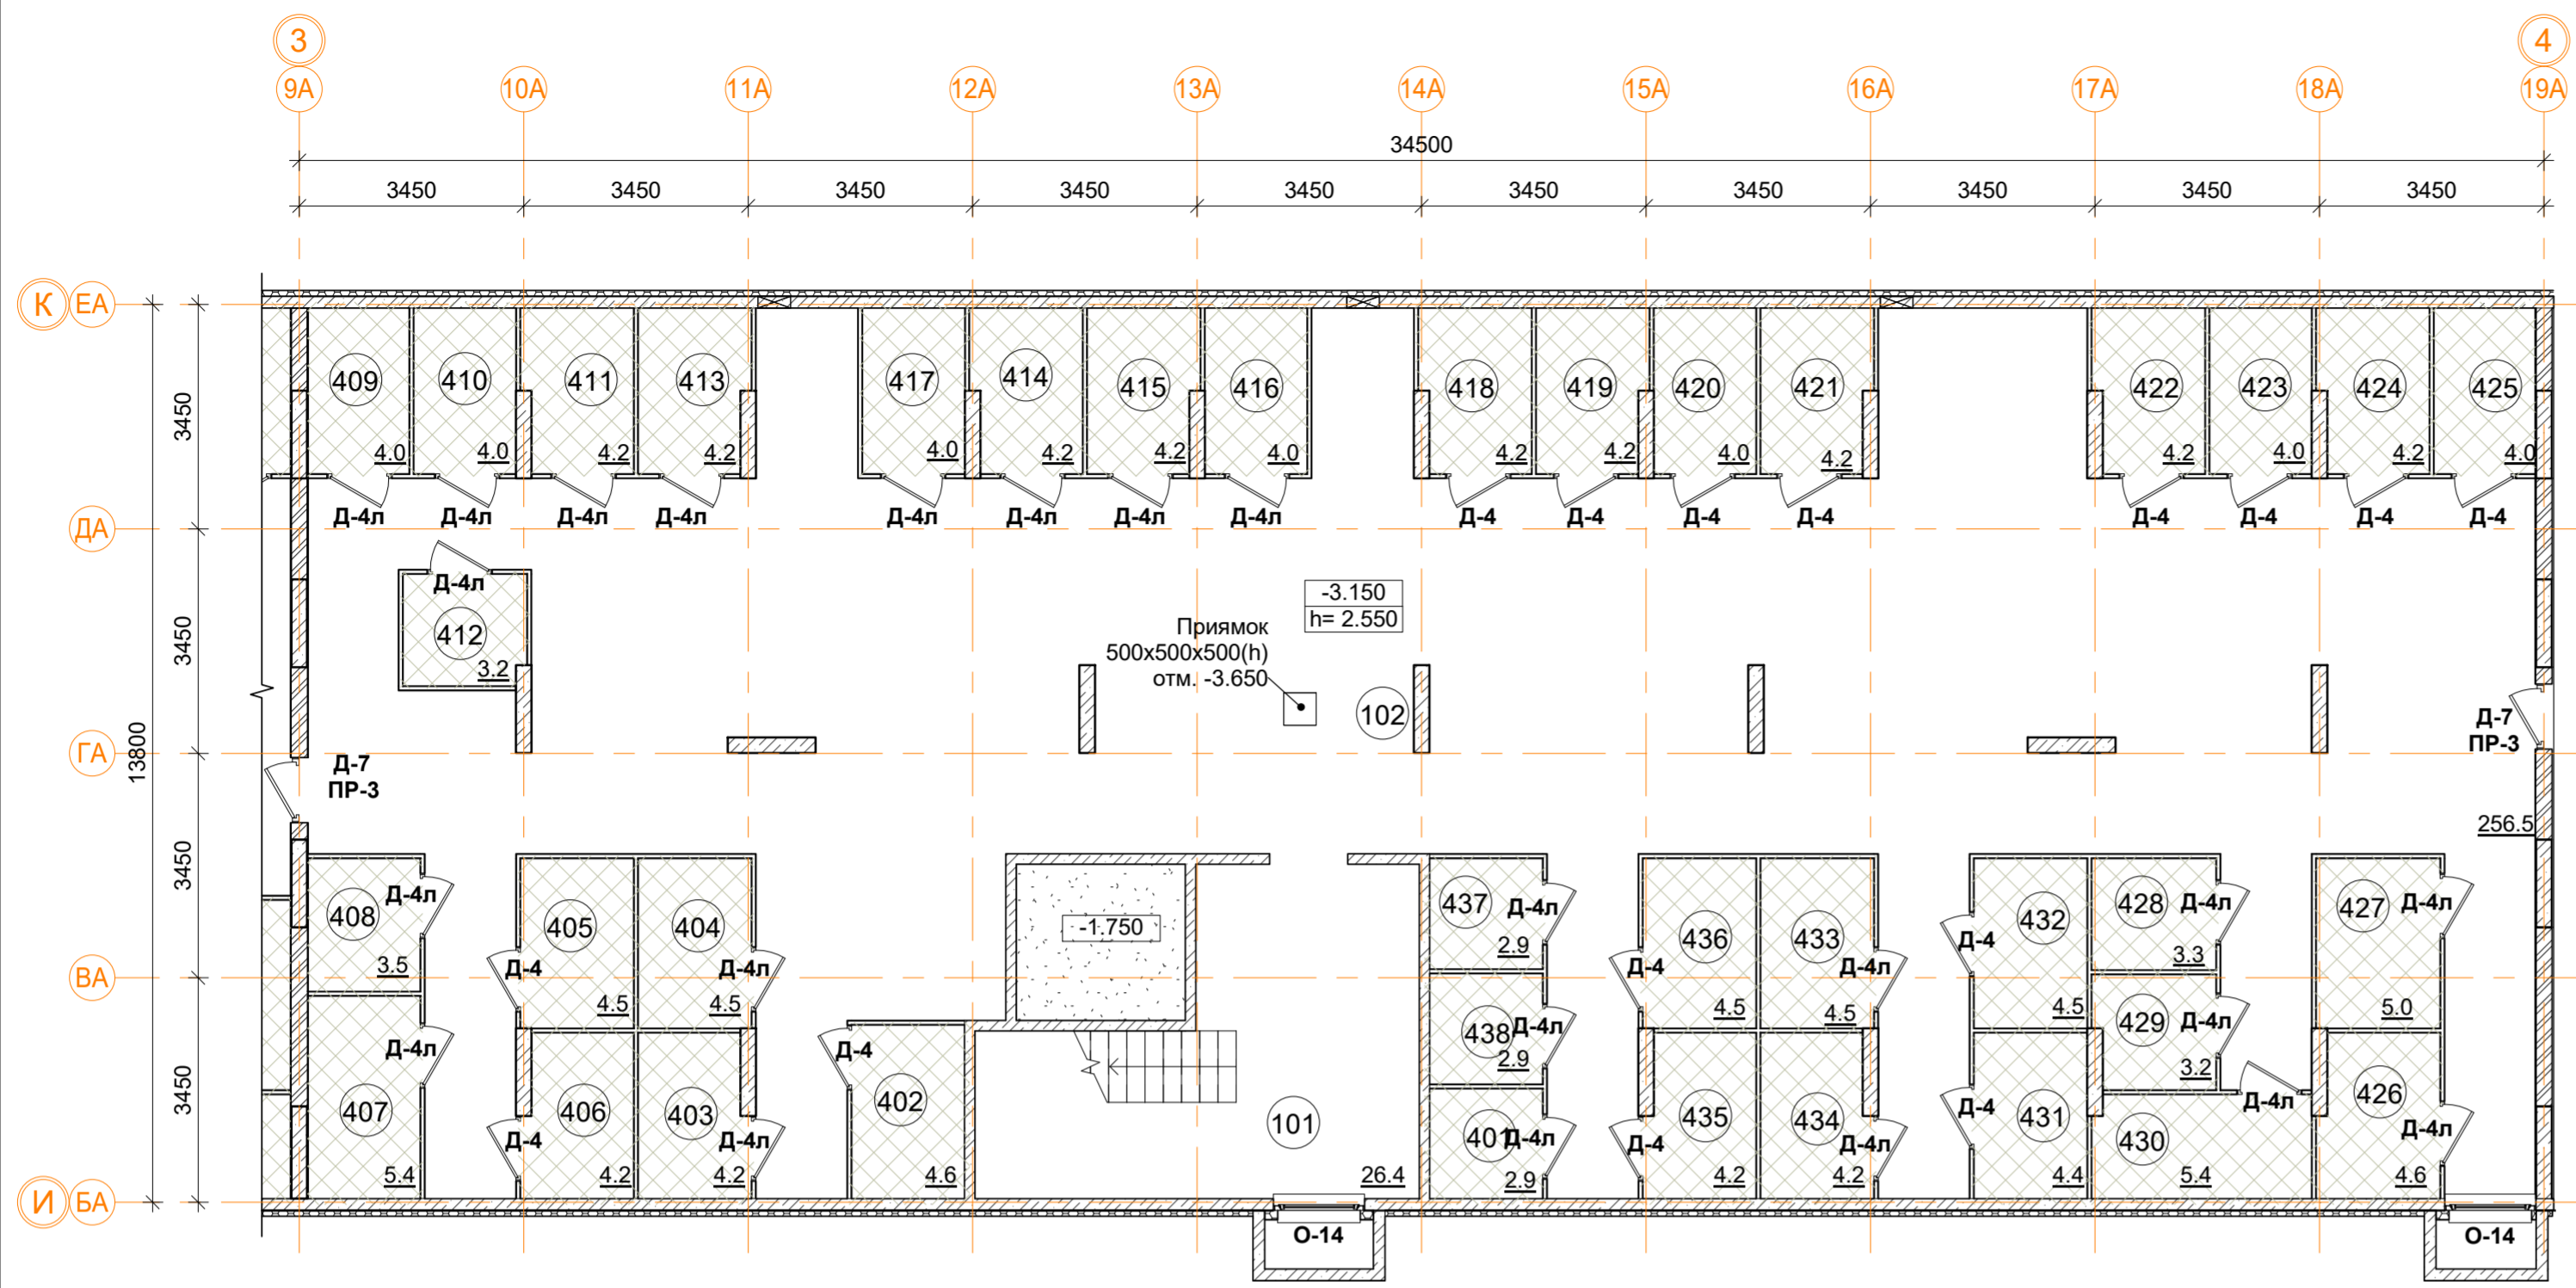 3 4
9А 10А 11А 12А 13А 14А 15А 16А 17А 18А 19А
34500
3450 3450 3450 3450 3450 3450 3450 3450 3450 3450
К ЕА
409 410 411 413 417 414 415 416 418 419 420 421 422 423 424 425
3450
4.0 4.0 4.2 4.2 4.0 4.2 4.2 4.0 4.2 4.2 4.0 4.2 4.2 4.0 4.2 4.0
Д-4л Д-4л Д-4л Д-4л Д-4л Д-4л Д-4л Д-4л Д-4 Д-4 Д-4 Д-4 Д-4 Д-4 Д-4 Д-4
ДА
Д-4л
412
3.2
3450
-3.150
h= 2.550
Приямок
500x500x500(h)
отм. -3.650
102
13800
ГА
Д-7
ПР-3
Д-7
ПР-3
256.5
3450
408
Д-4л
3.5
405
Д-4
4.5
404
Д-4л
4.5
-1.750
437
Д-4л
2.9
436
Д-4
4.5
433
Д-4л
4.5
432
Д-4
4.5
428
Д-4л
3.3
427
Д-4л
5.0
ВА
3450
407
Д-4л
5.4
406
Д-4
4.2
403
Д-4л
4.2
402
Д-4
4.6
101
26.4
438
Д-4л
2.9
401
Д-4л
2.9
435
Д-4
4.2
434
Д-4л
4.2
431
Д-4
4.4
429
Д-4л
3.2
430
Д-4л
5.4
426
Д-4л
4.6
И БА
О-14
О-14